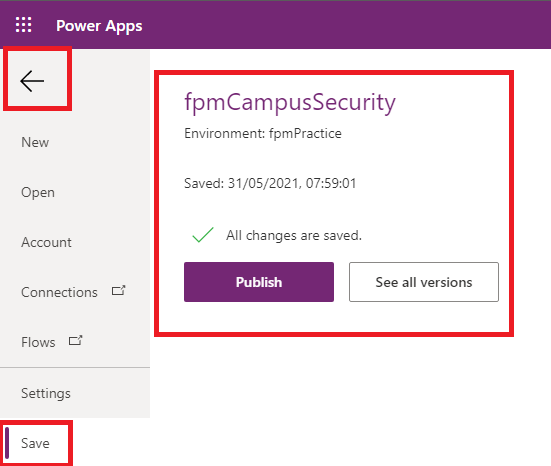 Power Apps
New
Open
Account
Connections
Flows
Settings
Save
fpmCampusSecurity
Environment: fpmPractice
Saved: 31/05/2021, 07:59:01
All changes are saved.
Publish
See all versions